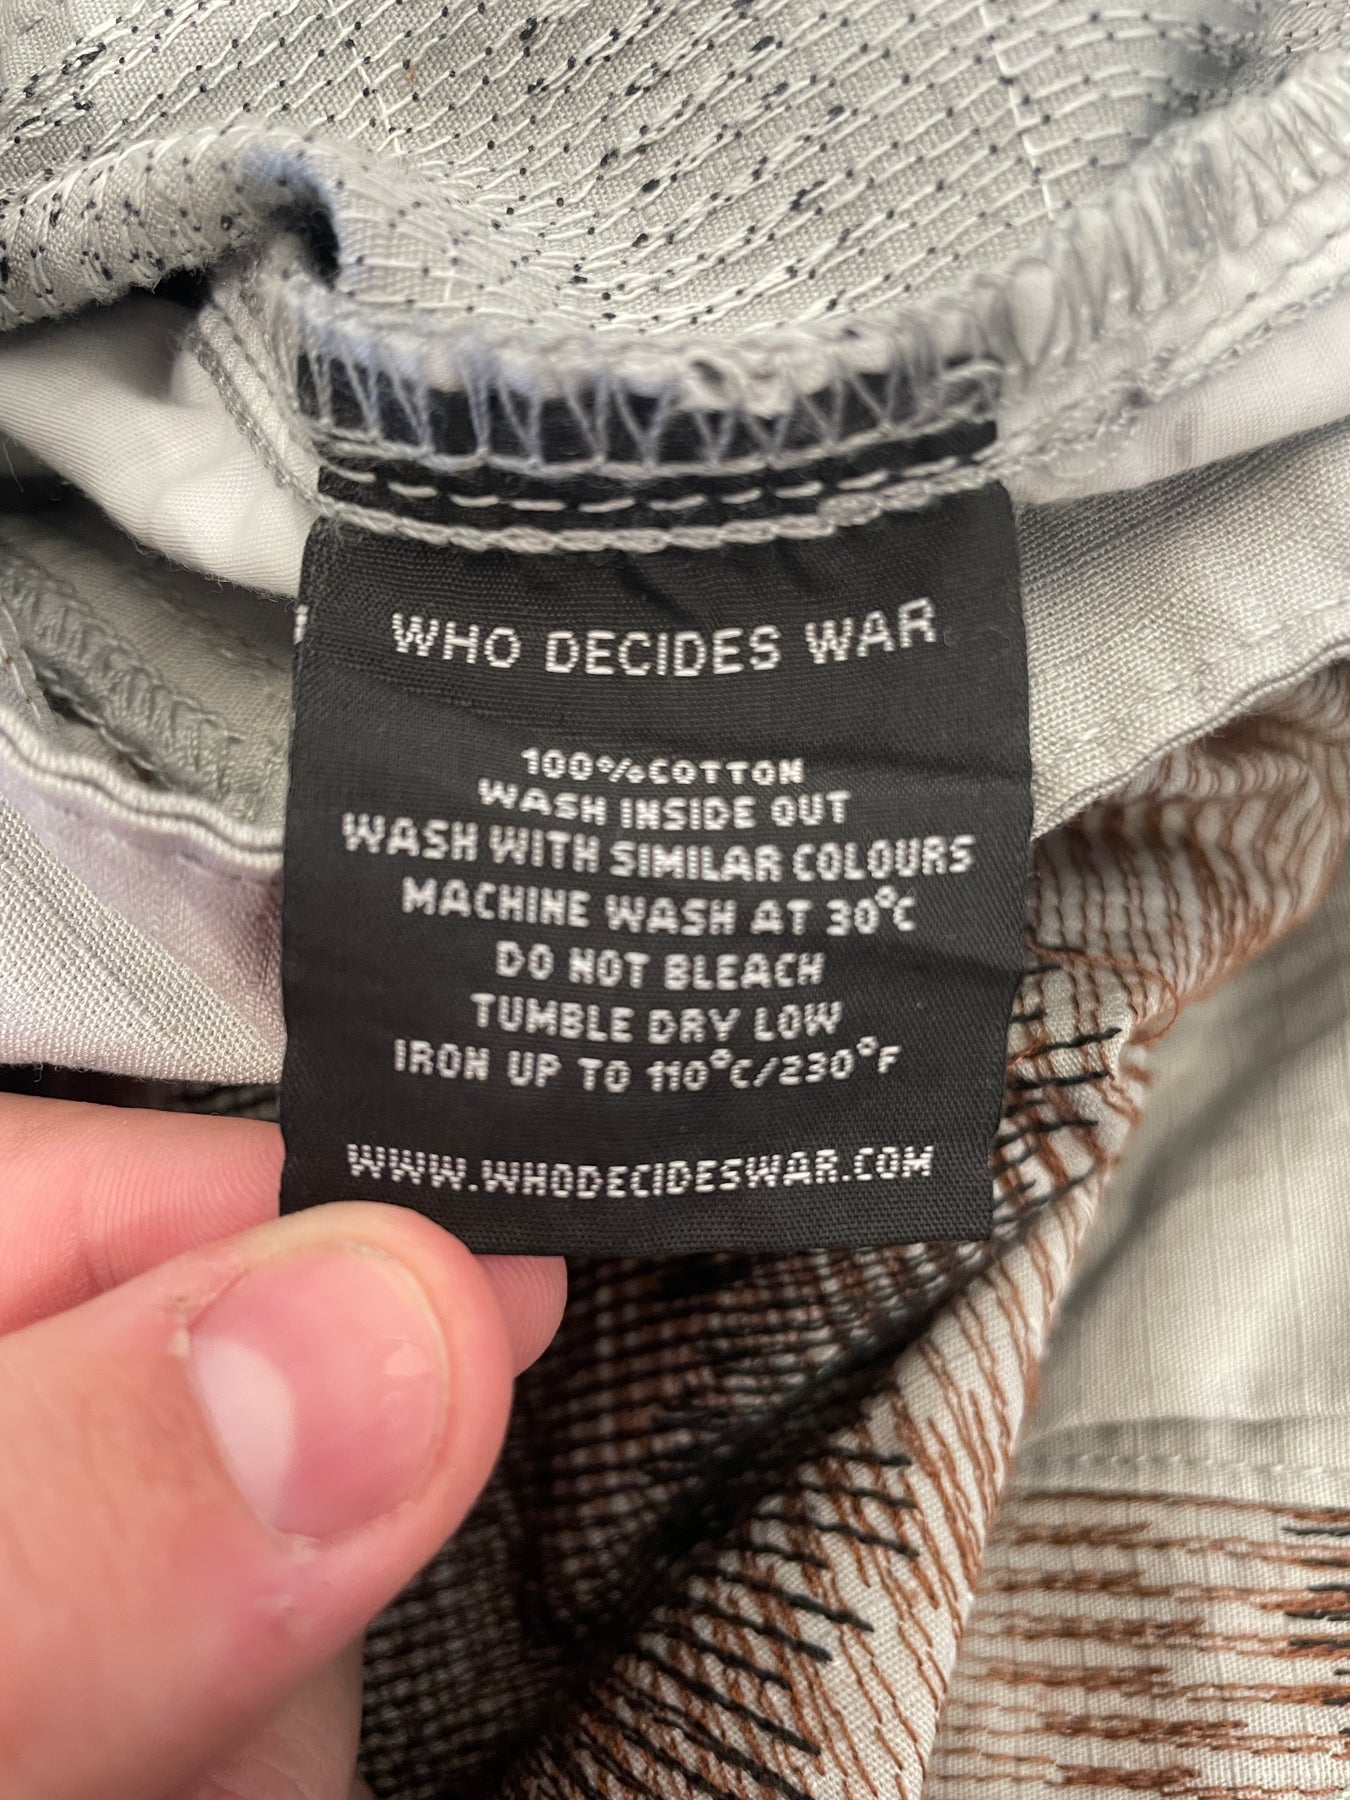 WHO DECIDES WAR
100%COTTON
WASH INSIDE OUT
WASH WITH SIMILAR COLOURS
MACHINE WASH AT 30°C
DO NOT BLEACH
TUMBLE DRY LOW
IRON UP TO 110°C/230°F
WWW.WHODECIDESWAR.COM